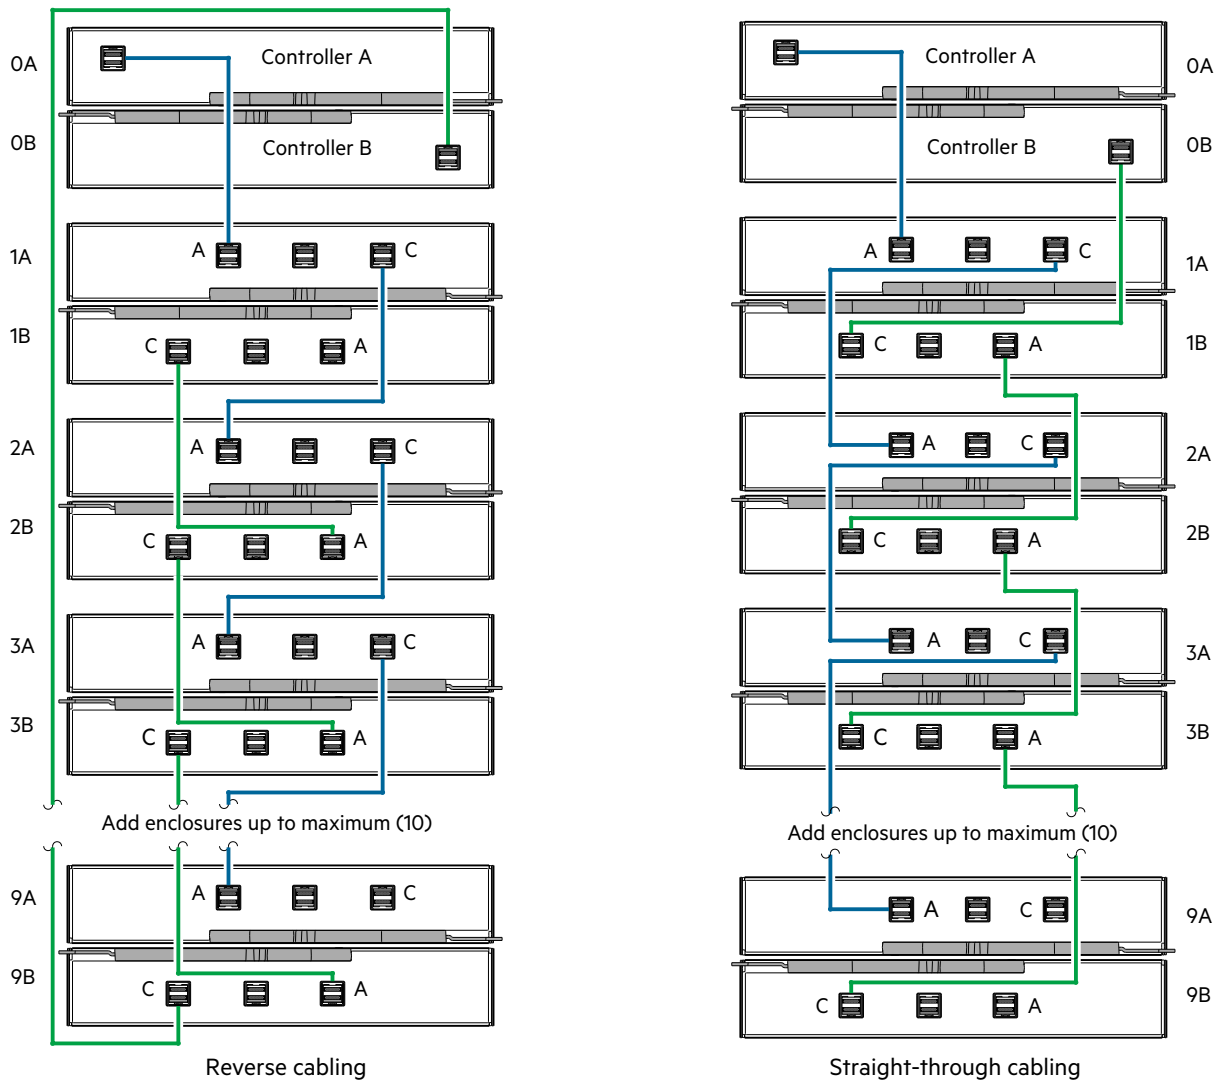 0A
Controller A
0B
Controller B
1A
A
C
1B
C
A
2A
A
C
2B
C
A
3A
A
C
3B
C
A
Add enclosures up to maximum (10)
9A
A
C
9B
C
A
Reverse cabling
Controller A
0A
Controller B
0B
A
C
1A
C
A
1B
A
C
2A
C
A
2B
A
C
3A
C
A
3B
Add enclosures up to maximum (10)
A
C
9A
C
A
9B
Straight-through cabling